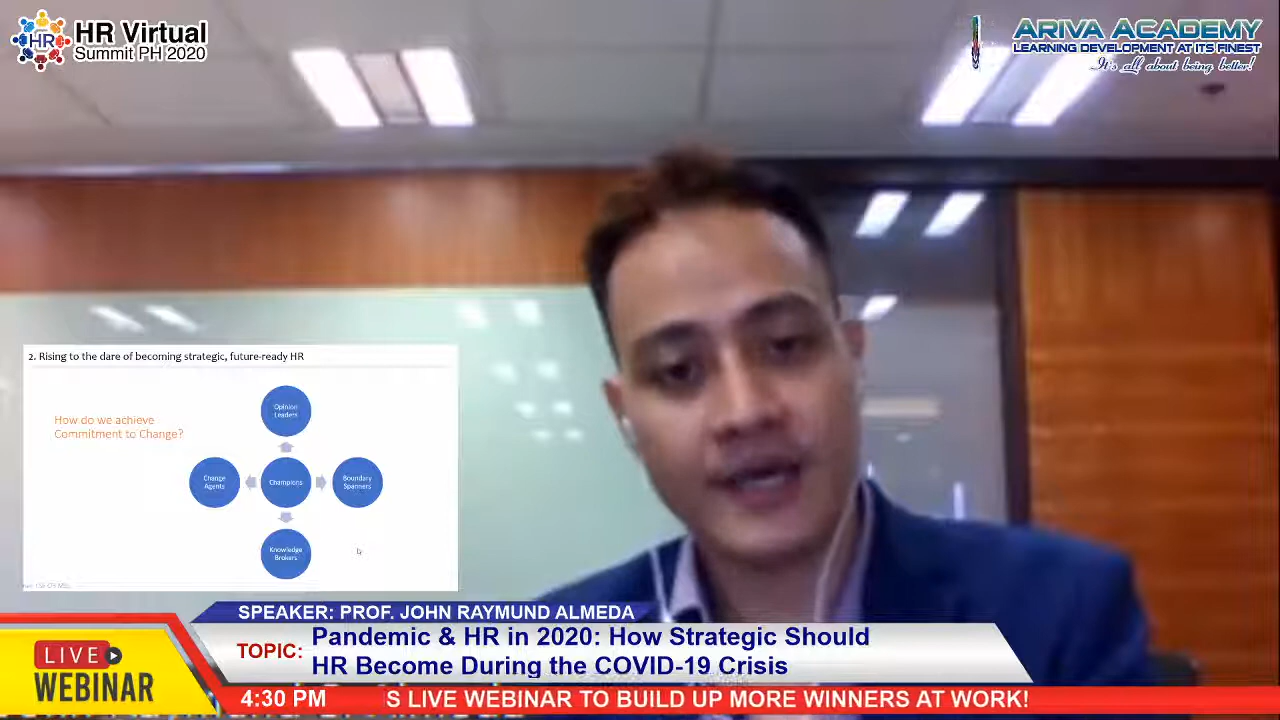 HR Virtual
Summit PH 2020
HR
ARIVA ACADEMY
LEARNING DEVELOPMENT AT ITS FINEST
It's all about being better!
2. Rising to the dare of becoming strategic, future-ready HR
How do we achieve
Commitment to Change?
Opinion
Leaders
Change
Agents
Champions
Boundary
Spanners
Knowledge
Brokers
SPEAKER: PROF. JOHN RAYMUND ALMEDA
TOPIC:
Pandemic & HR in 2020: How Strategic Should
HR Become During the COVID-19 Crisis
LIVE
WEBINAR
4:30 PM
S LIVE WEBINAR TO BUILD UP MORE WINNERS AT WORK!